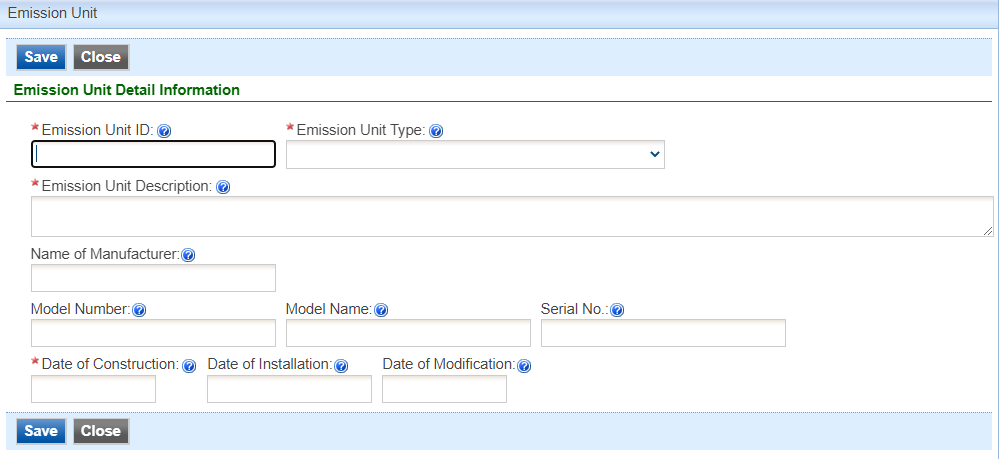 Emission Unit
Save Close
Emission Unit Detail Information
* Emission Unit ID: ? * Emission Unit Type: ?
* Emission Unit Description: ?
Name of Manufacturer: ?
Model Number: ? Model Name: ? Serial No.: ?
* Date of Construction: ? Date of Installation: ? Date of Modification: ?
Save Close